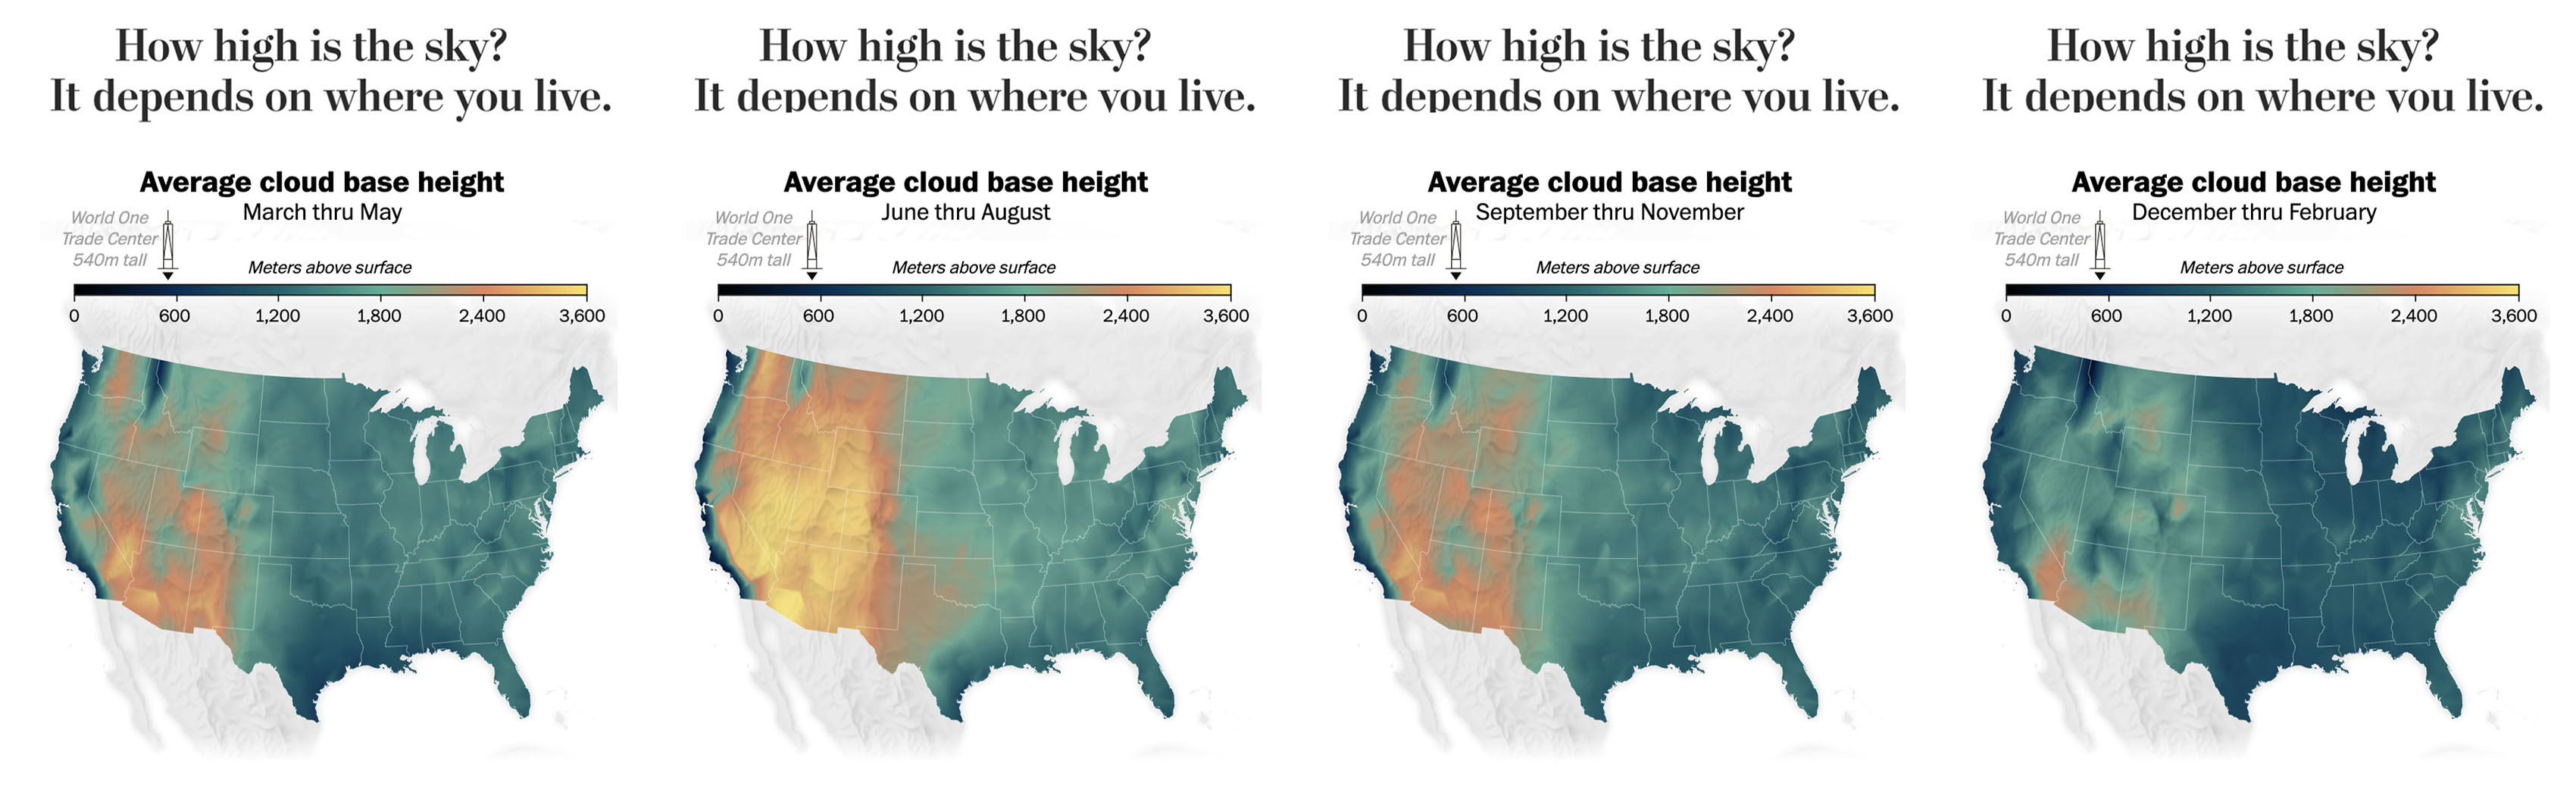 How high is the sky?
It depends on where you live.
Average cloud base height
March thru May
World One
Trade Center
540m tall
Meters above surface
0 600 1,200 1,800 2,400 3,600
How high is the sky?
It depends on where you live.
Average cloud base height
June thru August
World One
Trade Center
540m tall
Meters above surface
0 600 1,200 1,800 2,400 3,600
How high is the sky?
It depends on where you live.
Average cloud base height
September thru November
World One
Trade Center
540m tall
Meters above surface
0 600 1,200 1,800 2,400 3,600
How high is the sky?
It depends on where you live.
Average cloud base height
December thru February
World One
Trade Center
540m tall
Meters above surface
0 600 1,200 1,800 2,400 3,600